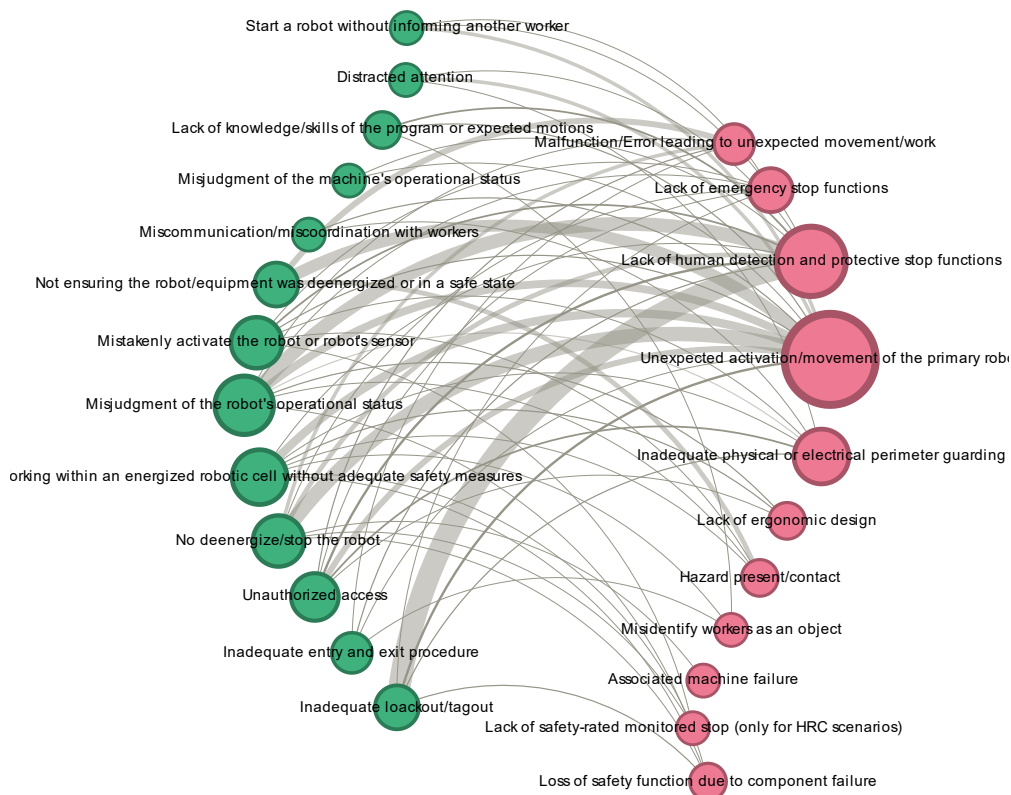 Start a robot without informing another worker
Distracted attention
Lack of knowledge/skills of the program or expected motions
Malfunction/Error leading to unexpected movement/work
Misjudgment of the machine's operational status
Lack of emergency stop functions
Miscommunication/miscoordination with workers
Lack of human detection and protective stop functions
Not ensuring the robot/equipment was deenergized or in a safe state
Mistakenly activate the robot or robot's sensor
Unexpected activation/movement of the primary robo
Misjudgment of the robot's operational status
Inadequate physical or electrical perimeter guarding
orking within an energized robotic cell without adequate safety measures
Lack of ergonomic design
No deenergize/stop the robot
Hazard present/contact
Unauthorized access
Misidentify workers as an object
Inadequate entry and exit procedure
Associated machine failure
Inadequate loackout/tagout
Lack of safety-rated monitored stop (only for HRC scenarios)
Loss of safety function due to component failure